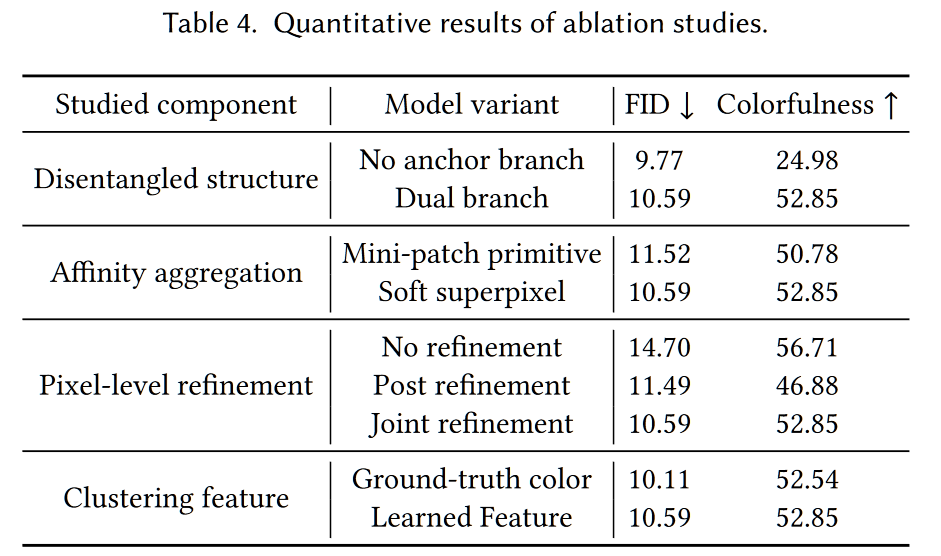 Table 4. Quantitative results of ablation studies.
Studied component Model variant FID ↓ Colorfulness ↑
Disentangled structure No anchor branch 9.77 24.98
Dual branch 10.59 52.85
Affinity aggregation Mini-patch primitive 11.52 50.78
Soft superpixel 10.59 52.85
No refinement 14.70 56.71
Pixel-level refinement Post refinement 11.49 46.88
Joint refinement 10.59 52.85
Clustering feature Ground-truth color 10.11 52.54
Learned Feature 10.59 52.85